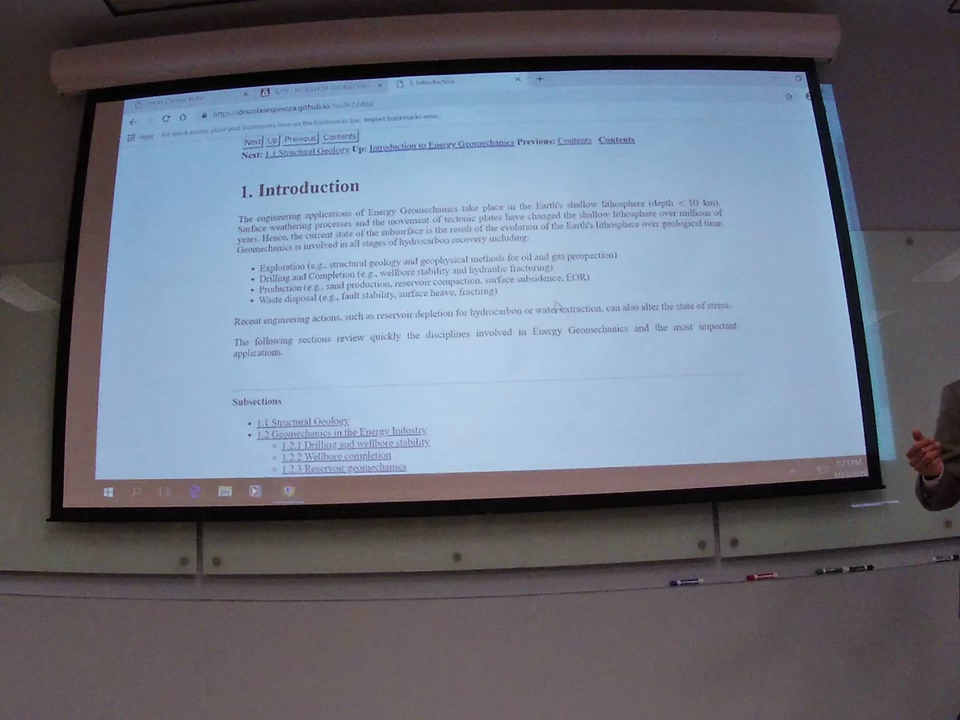 1. Introduction
https://dnicolasespinoza.github.io
Apps
Next Up Previous Contents
Next: 1.1 Structural Geology Up: Introduction to Energy Geomechanics Previous: Contents Contents
1. Introduction
The engineering applications of Energy Geomechanics take place in the Earth's shallow lithosphere (depth < 10 km).
Surface weathering processes and the movement of tectonic plates have changed the shallow lithosphere over millions of
years. Hence, the current state of the subsurface is the result of the evolution of the Earth's lithosphere over geological time.
Geomechanics is involved in all stages of hydrocarbon recovery including:
• Exploration (e.g., structural geology and geophysical methods for oil and gas prospection)
• Drilling and Completion (e.g., wellbore stability and hydraulic fracturing)
• Production (e.g., sand production, reservoir compaction, surface subsidence, EOR)
• Waste disposal (e.g., fault stability, surface heave, fracturing)
Recent engineering actions, such as reservoir depletion for hydrocarbon or water extraction, can also alter the state of stress.
The following sections review quickly the disciplines involved in Energy Geomechanics and the most important
applications.
Subsections
• 1.1 Structural Geology
• 1.2 Geomechanics in the Energy Industry
◦ 1.2.1 Drilling and wellbore stability
◦ 1.2.2 Wellbore completion
◦ 1.2.3 Reservoir geomechanics